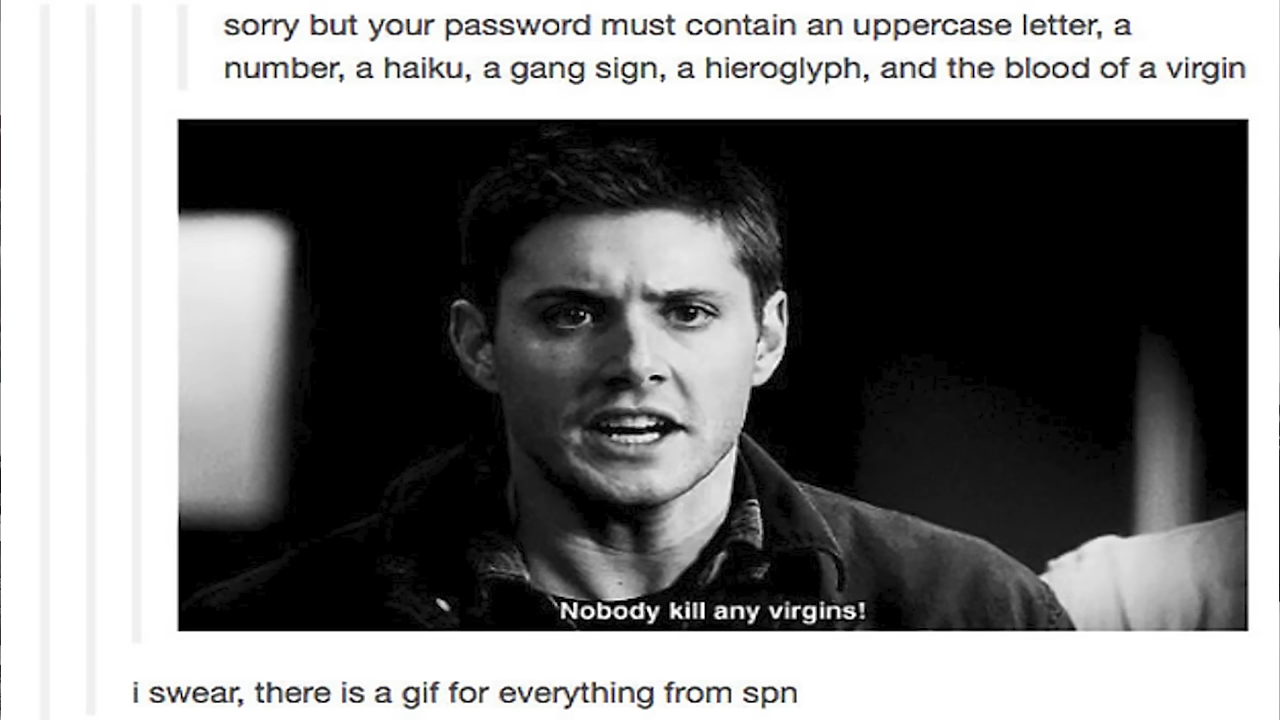 sorry but your password must contain an uppercase letter, a
number, a haiku, a gang sign, a hieroglyph, and the blood of a virgin
Nobody kill any virgins!
i swear, there is a gif for everything from spn